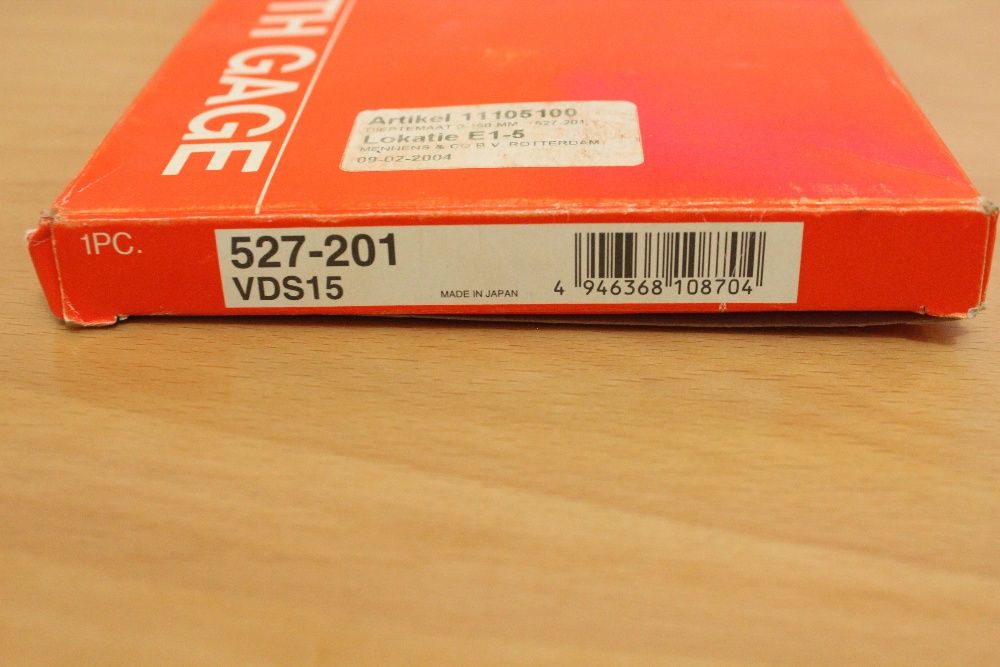 TH GAGE
Artikel 11105100
DIEPTEMAAT 0-150 MM 527-201
Lokatie E1-5
MENNENS & CO B.V. ROTTERDAM
09-02-2004
1PC.
527-201
VDS15
MADE IN JAPAN
4 946368 108704